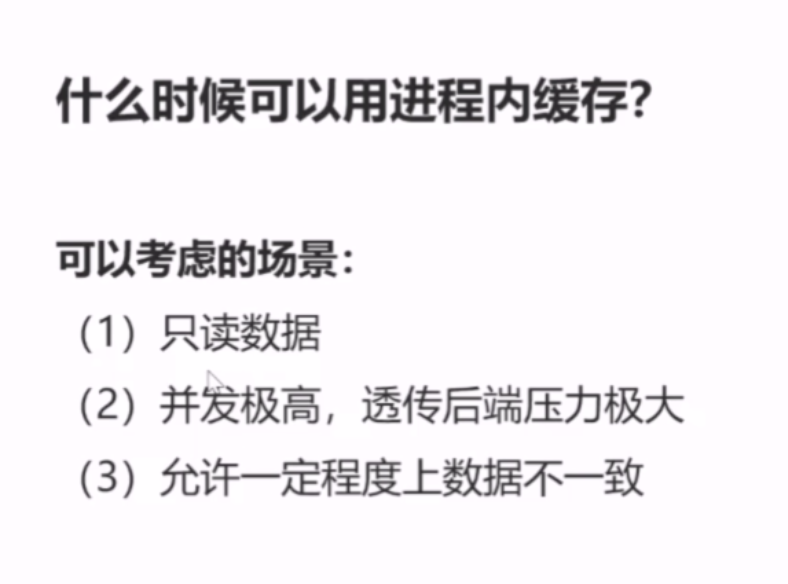 什么时候可以用进程内缓存？
可以考虑的场景：
（1）只读数据
（2）并发极高，透传后端压力极大
（3）允许一定程度上数据不一致